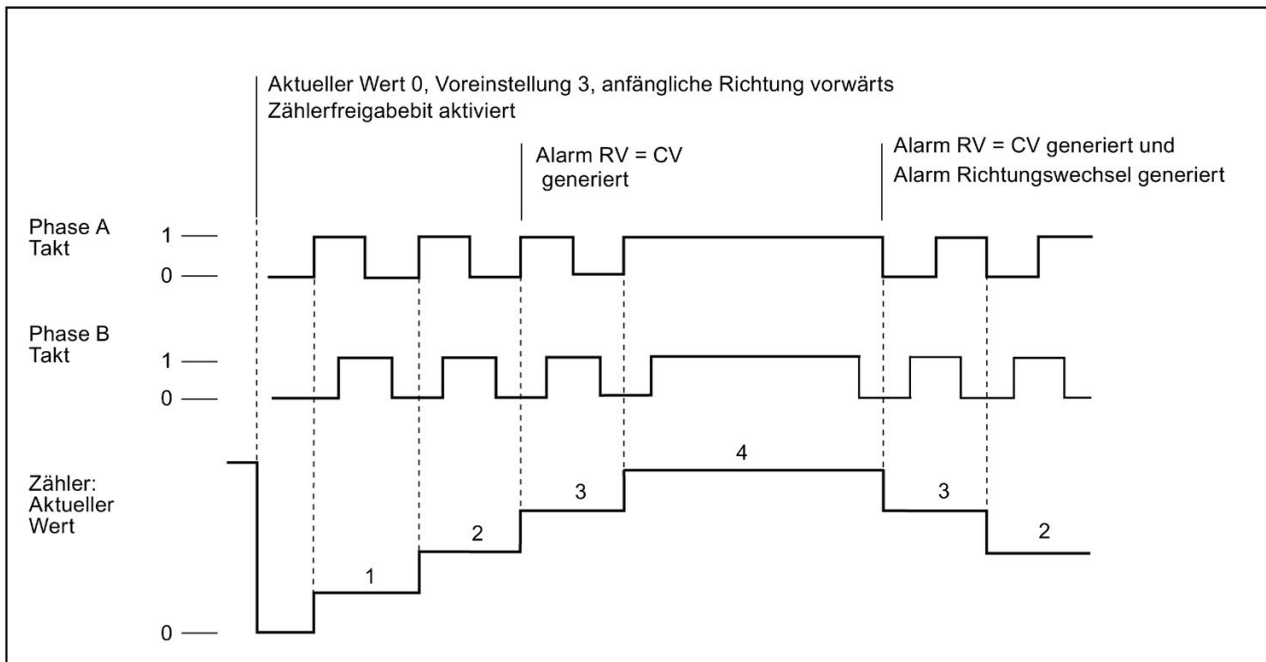 Aktueller Wert 0, Voreinstellung 3, anfängliche Richtung vorwärts
Zählerfreigabebit aktiviert
Alarm RV = CV
generiert
Alarm RV = CV generiert und
Alarm Richtungswechsel generiert
Phase A
Takt
1
0
Phase B
Takt
1
0
Zähler:
Aktueller
Wert
0
1
2
3
4
3
2